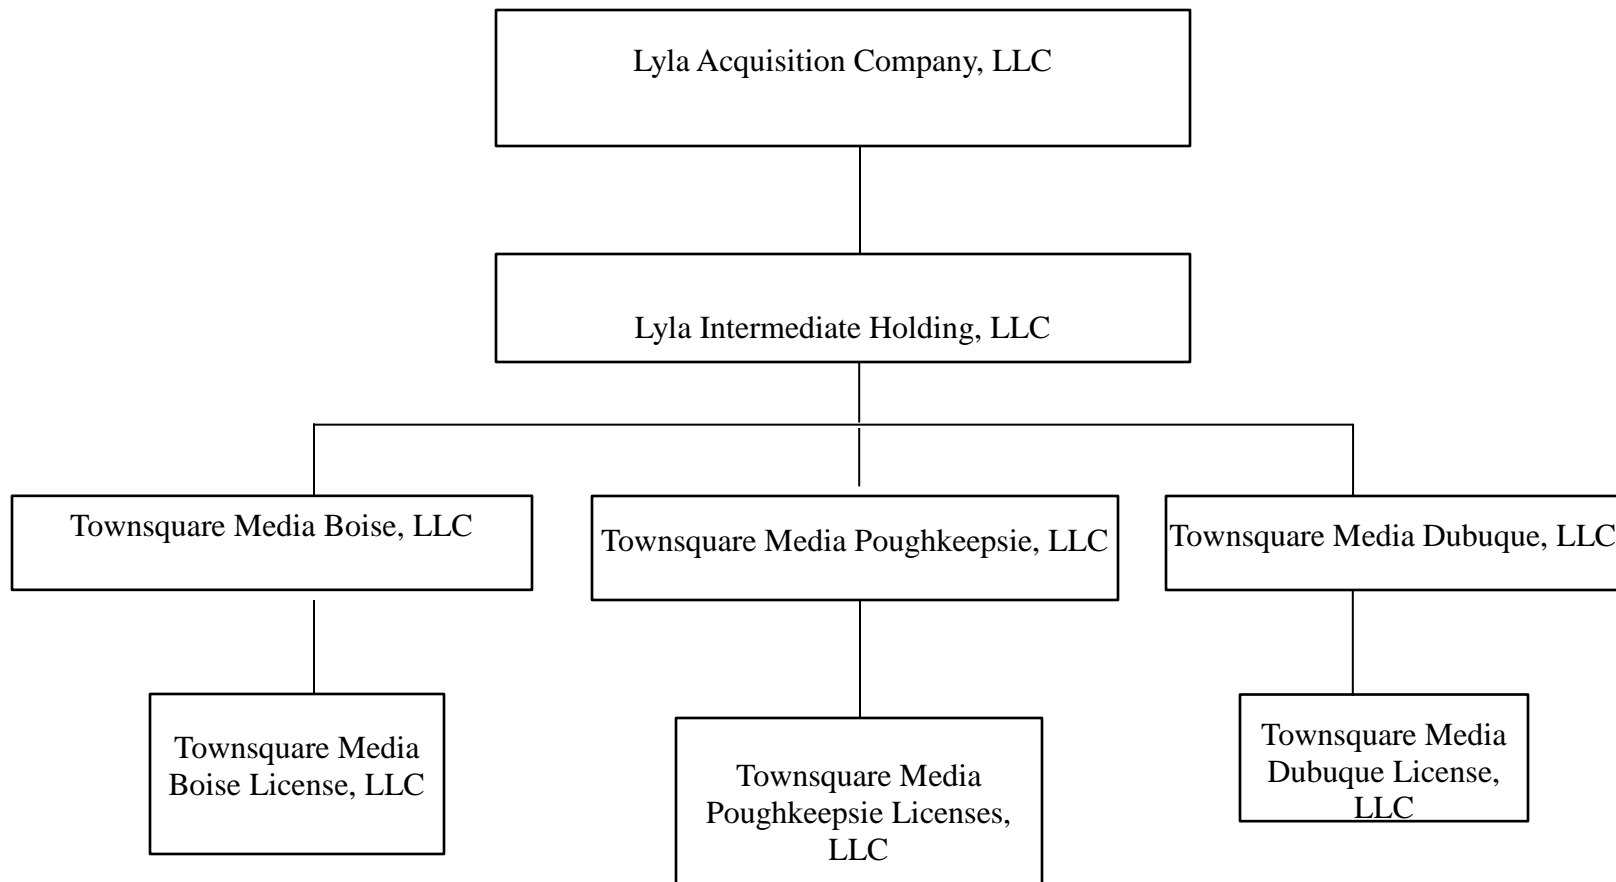 Lyla Acquisition Company, LLC
Lyla Intermediate Holding, LLC
Townsquare Media Boise, LLC
Townsquare Media Poughkeepsie, LLC
Townsquare Media Dubuque, LLC
Townsquare Media
Boise License, LLC
Townsquare Media
Poughkeepsie Licenses,
LLC
Townsquare Media
Dubuque License,
LLC